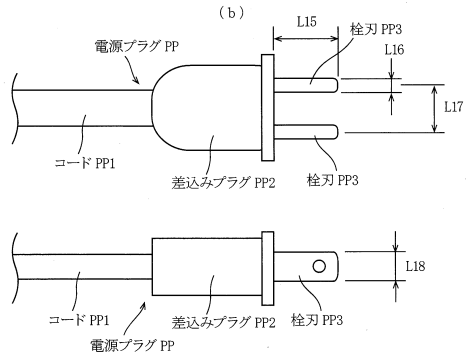 (b)
L15
栓刃 PP3
電源プラグ PP
L16
L17
コード PP1
差込みプラグ PP2
栓刃 PP3
L18
コード PP1
差込みプラグ PP2
栓刃 PP3
電源プラグ PP